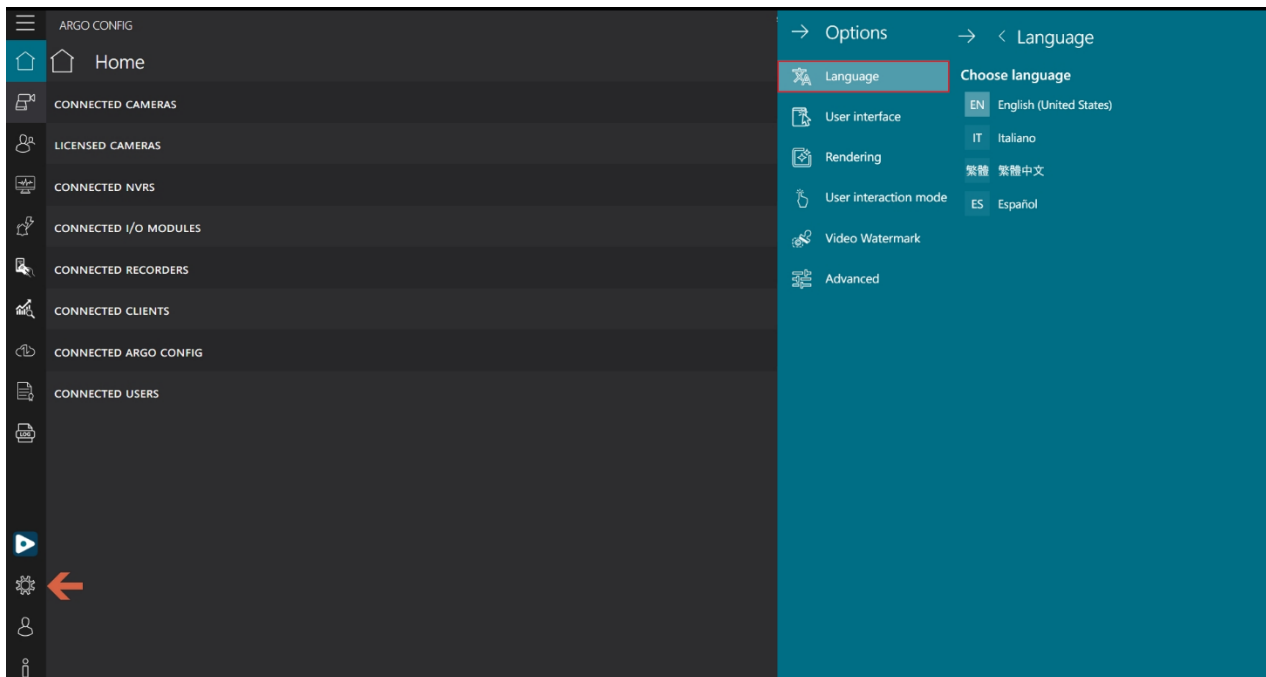 ARGO CONFIG
Home
CONNECTED CAMERAS
LICENSED CAMERAS
CONNECTED NVRS
CONNECTED I/O MODULES
CONNECTED RECORDERS
CONNECTED CLIENTS
CONNECTED ARGO CONFIG
CONNECTED USERS
LOG
Options
Language
User interface
Rendering
User interaction mode
Video Watermark
Advanced
Language
Choose language
EN English (United States)
IT Italiano
繁體 繁體中文
ES Español